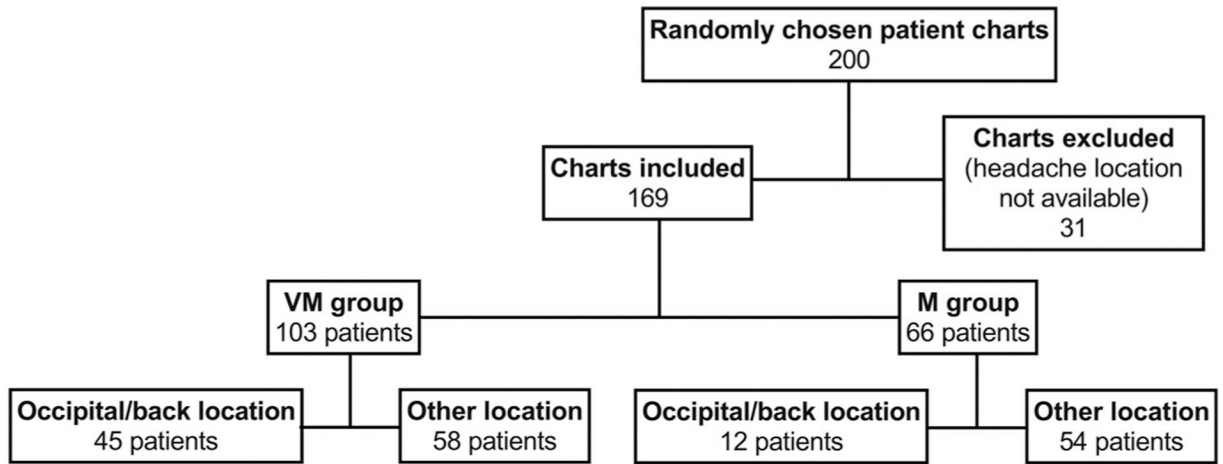 Randomly chosen patient charts
200
Charts excluded
(headache location
not available)
31
Charts included
169
VM group
103 patients
M group
66 patients
Occipital/back location
45 patients
Other location
58 patients
Occipital/back location
12 patients
Other location
54 patients